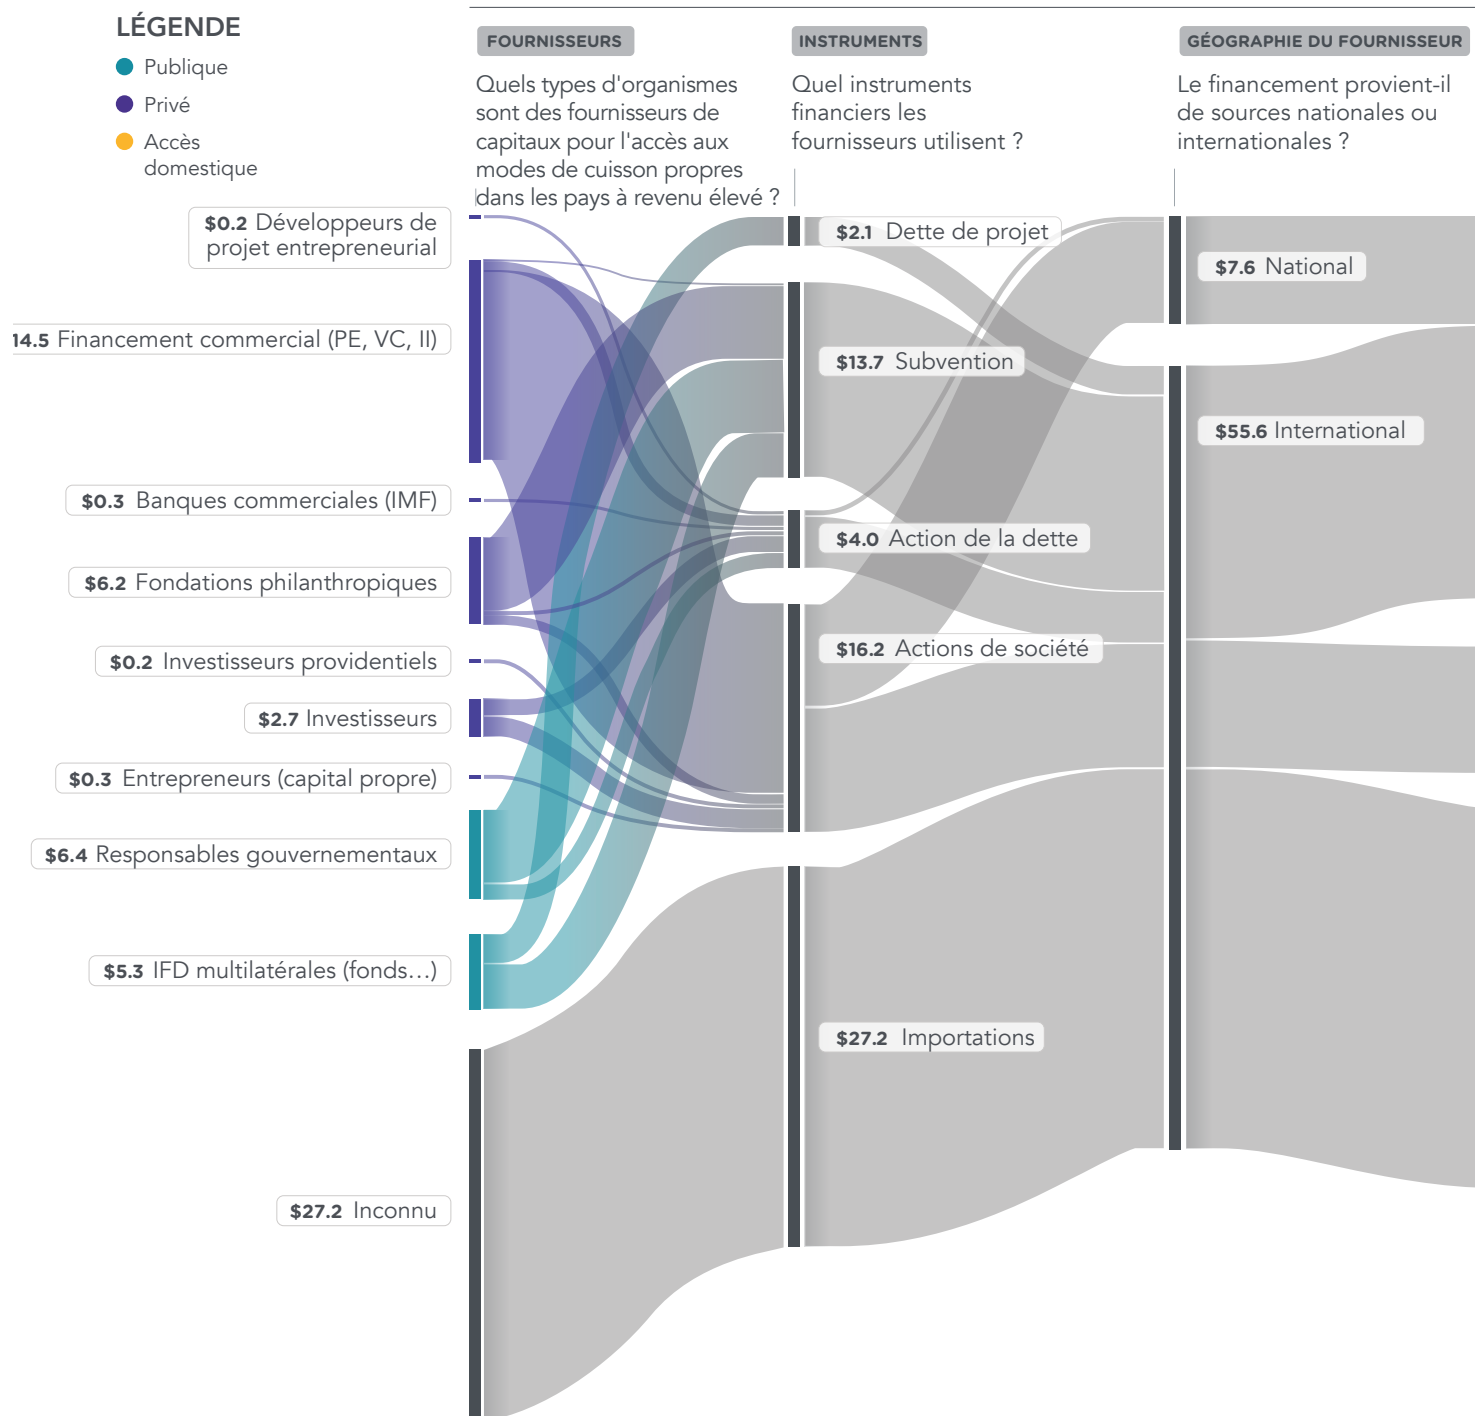 LÉGENDE
Publique
Privé
Accès
domestique
FOURNISSEURS
Quels types d'organismes
sont des fournisseurs de
capitaux pour l'accès aux
modes de cuisson propres
dans les pays à revenu élevé ?
INSTRUMENTS
Quel instruments
financiers les
fournisseurs utilisent ?
GÉOGRAPHIE DU FOURNISSEUR
Le financement provient-il
de sources nationales ou
internationales ?
$0.2 Développeurs de
projet entrepreneurial
14.5 Financement commercial (PE, VC, II)
$0.3 Banques commerciales (IMF)
$6.2 Fondations philanthropiques
$0.2 Investisseurs providentiels
$2.7 Investisseurs
$0.3 Entrepreneurs (capital propre)
$6.4 Responsables gouvernementaux
$5.3 IFD multilatérales (fonds…)
$27.2 Inconnu
$2.1 Dette de projet
$13.7 Subvention
$4.0 Action de la dette
$16.2 Actions de société
$27.2 Importations
$7.6 National
$55.6 International